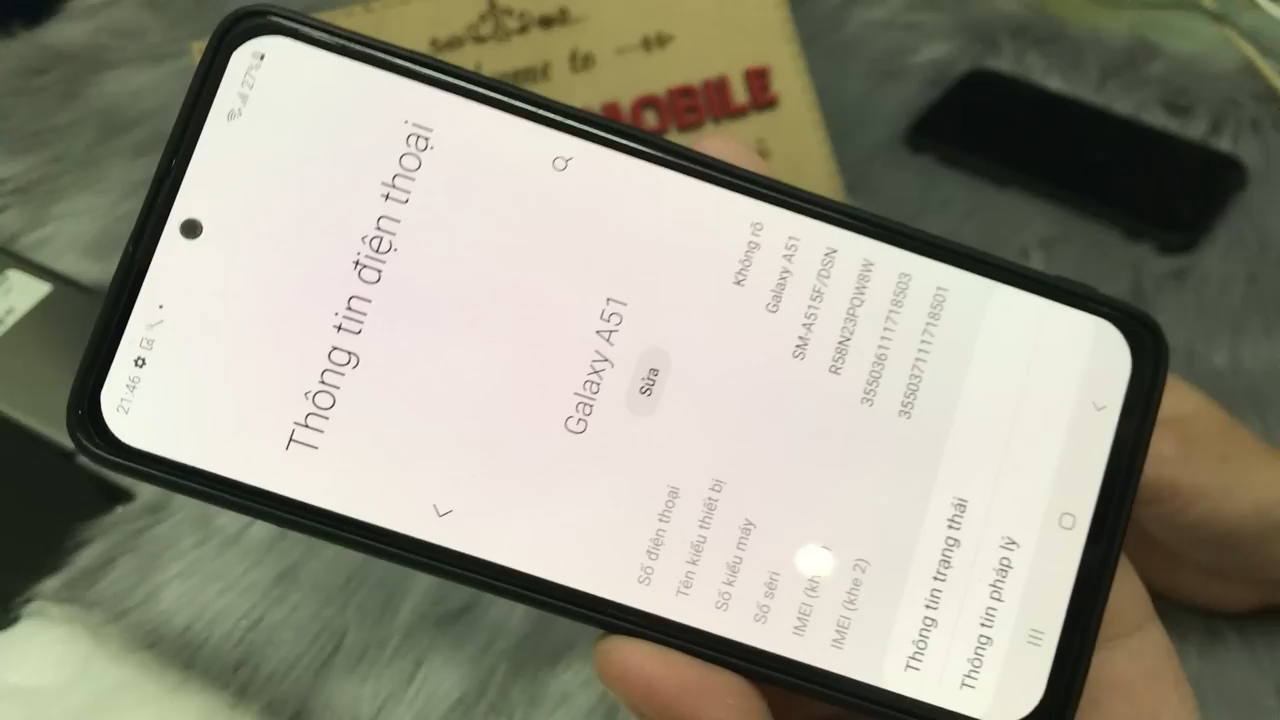 to
MOBILE
21:46
27%
Thông tin điện thoại
Galaxy A51
Sửa
Số điện thoại Không rõ
Tên kiểu thiết bị Galaxy A51
Số kiểu máy SM-A515F/DSN
Số sêri R58N23PQW8W
IMEI (kh 355036111718503
IMEI (khe 2) 355037111718501
Thông tin trạng thái
Thông tin pháp lý